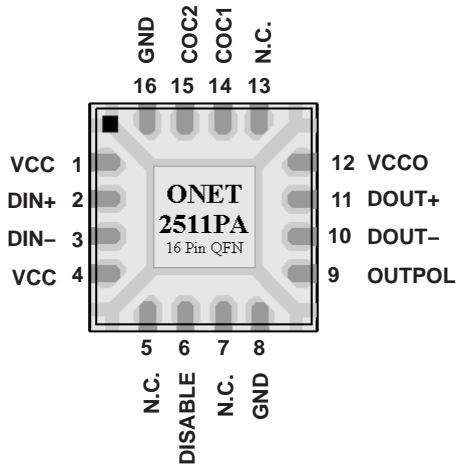 GND
COC2
COC1
N.C.
16 15 14 13
VCC 1
DIN+ 2
DIN– 3
VCC 4
ONET
2511PA
16 Pin QFN
12 VCCO
11 DOUT+
10 DOUT–
9 OUTPOL
5 6 7 8
N.C.
DISABLE
N.C.
GND